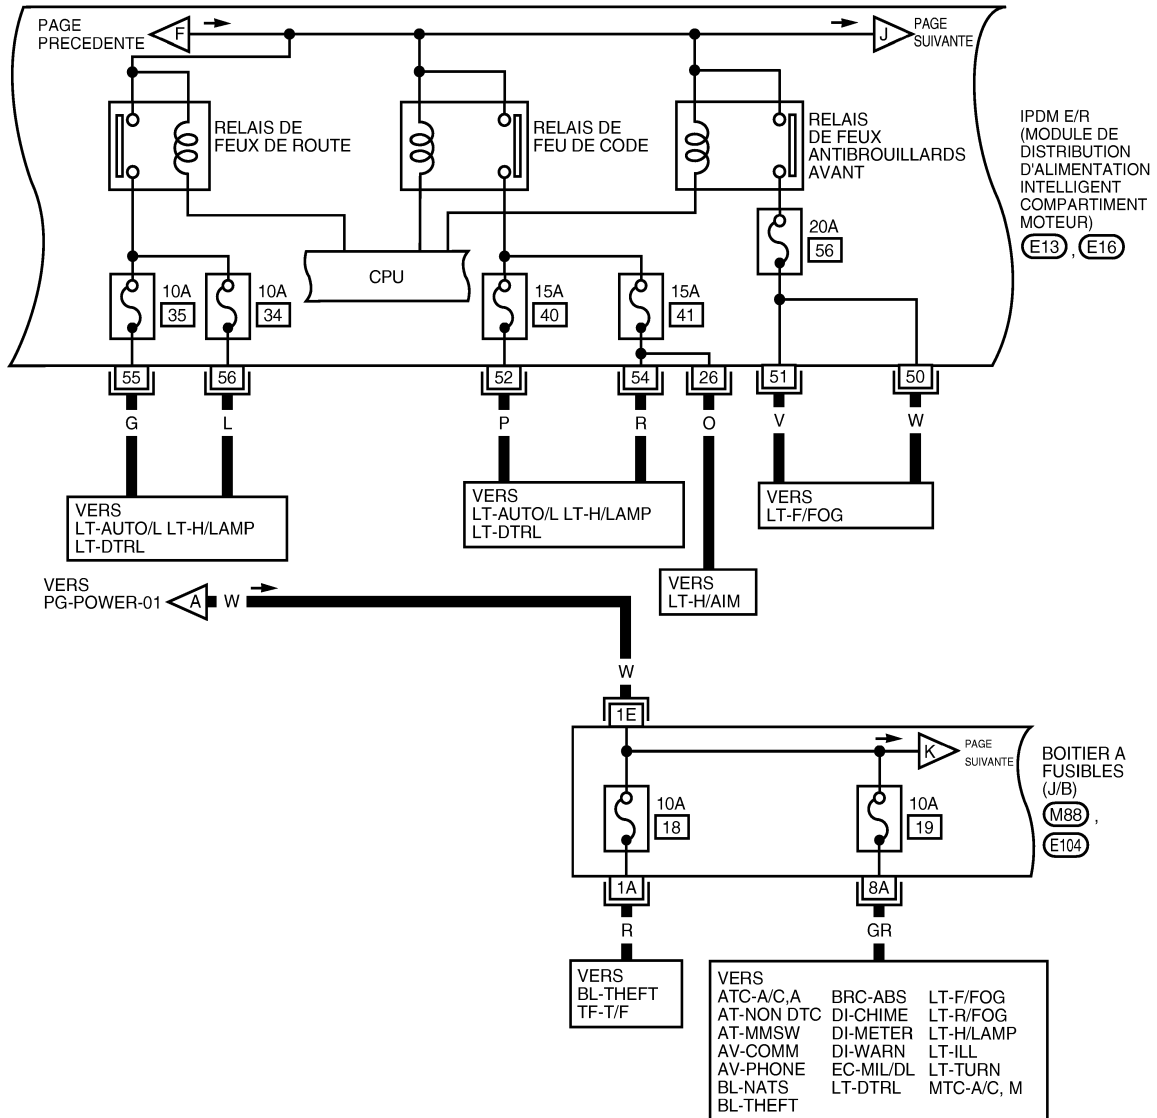 PAGE
PRECEDENTE
F
J
PAGE
SUIVANTE
RELAIS DE
FEUX DE ROUTE
RELAIS DE
FEU DE CODE
RELAIS
DE FEUX
ANTIBROUILLARDS
AVANT
IPDM E/R
(MODULE DE
DISTRIBUTION
D'ALIMENTATION
INTELLIGENT
COMPARTIMENT
MOTEUR)
E13 , E16
20A
56
CPU
10A
35
10A
34
15A
40
15A
41
55
56
52
54
26
51
50
G
L
P
R
O
V
W
VERS
LT-AUTO/L LT-H/LAMP
LT-DTRL
VERS
LT-AUTO/L LT-H/LAMP
LT-DTRL
VERS
LT-F/FOG
VERS
LT-H/AIM
VERS
PG-POWER-01
A
W
W
1E
K
PAGE
SUIVANTE
BOITIER A
FUSIBLES
(J/B)
M88 ,
E104
10A
18
10A
19
1A
8A
R
GR
VERS
BL-THEFT
TF-T/F
VERS
ATC-A/C,A BRC-ABS LT-F/FOG
AT-NON DTC DI-CHIME LT-R/FOG
AT-MMSW DI-METER LT-H/LAMP
AV-COMM DI-WARN LT-ILL
AV-PHONE EC-MIL/DL LT-TURN
BL-NATS LT-DTRL MTC-A/C, M
BL-THEFT